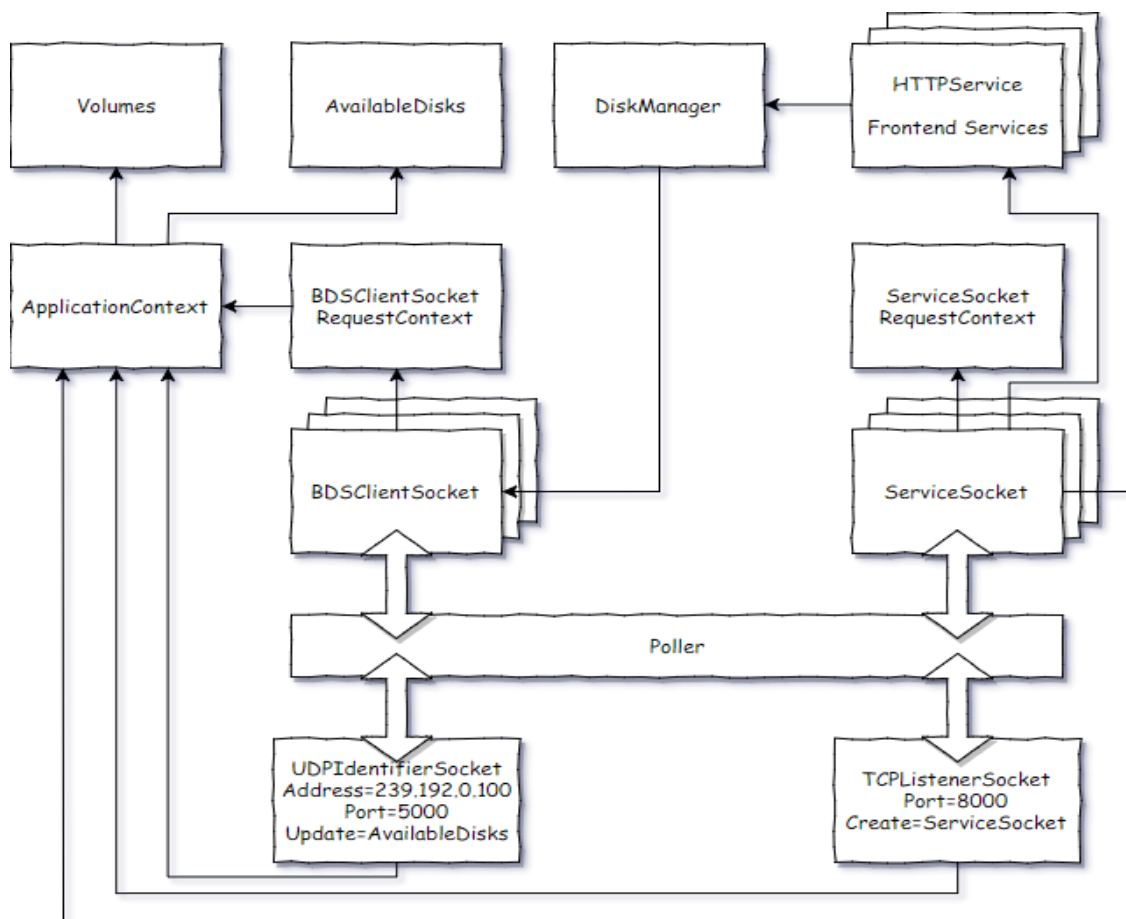 Volumes
AvailableDisks
DiskManager
HTTPService
Frontend Services
ApplicationContext
BDSClientSocket
RequestContext
ServiceSocket
RequestContext
BDSClientSocket
ServiceSocket
Poller
UDPIdentifierSocket
Address=239.192.0.100
Port=5000
Update=AvailableDisks
TCPListenerSocket
Port=8000
Create=ServiceSocket